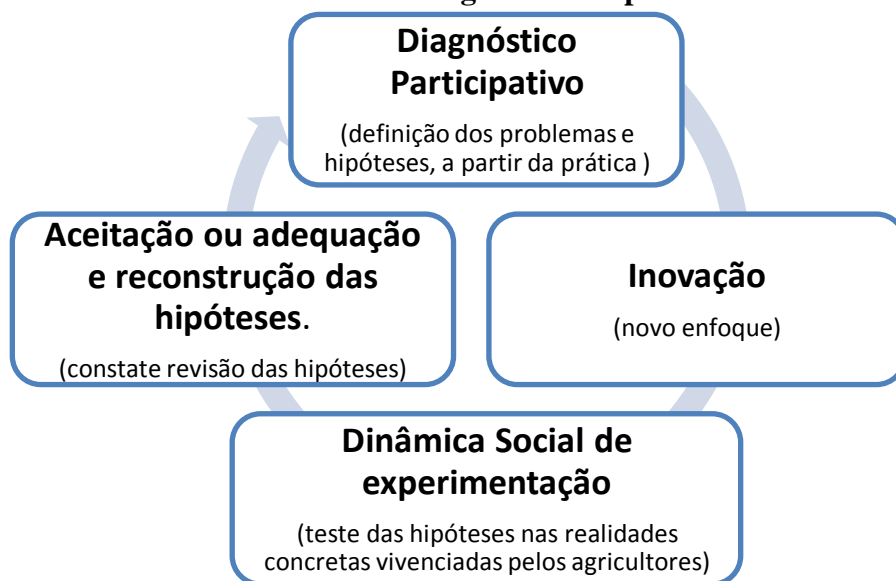 Diagnóstico
Participativo
(definição dos problemas e
hipóteses, a partir da prática )
Inovação
(novo enfoque)
Dinâmica Social de
experimentação
(teste das hipóteses nas realidades
concretas vivenciadas pelos agricultores)
Aceitação ou adequação
e reconstrução das
hipóteses.
(constate revisão das hipóteses)